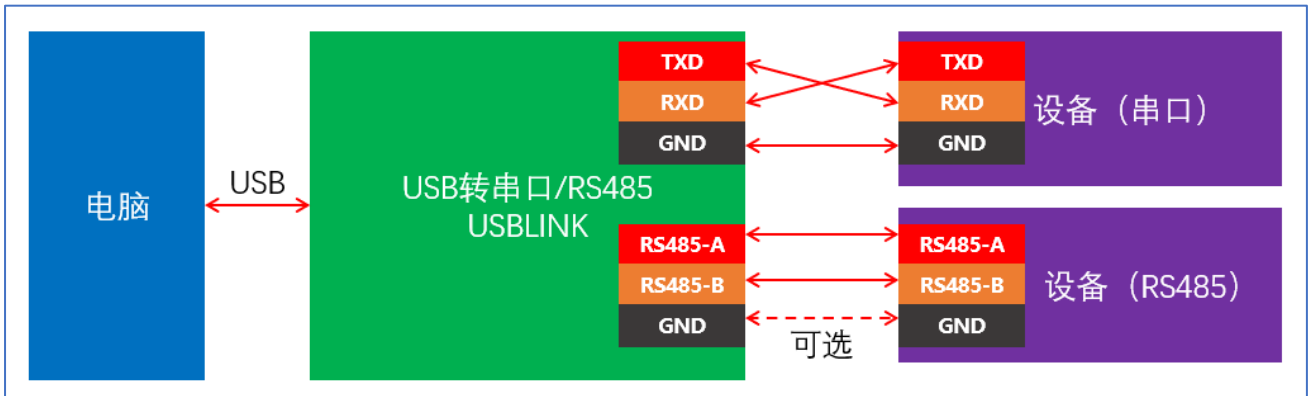 电脑
USB
USB转串口/RS485
USBLINK
TXD
RXD
GND
TXD
RXD
GND
设备（串口）
RS485-A
RS485-B
GND
可选
RS485-A
RS485-B
GND
设备（RS485）